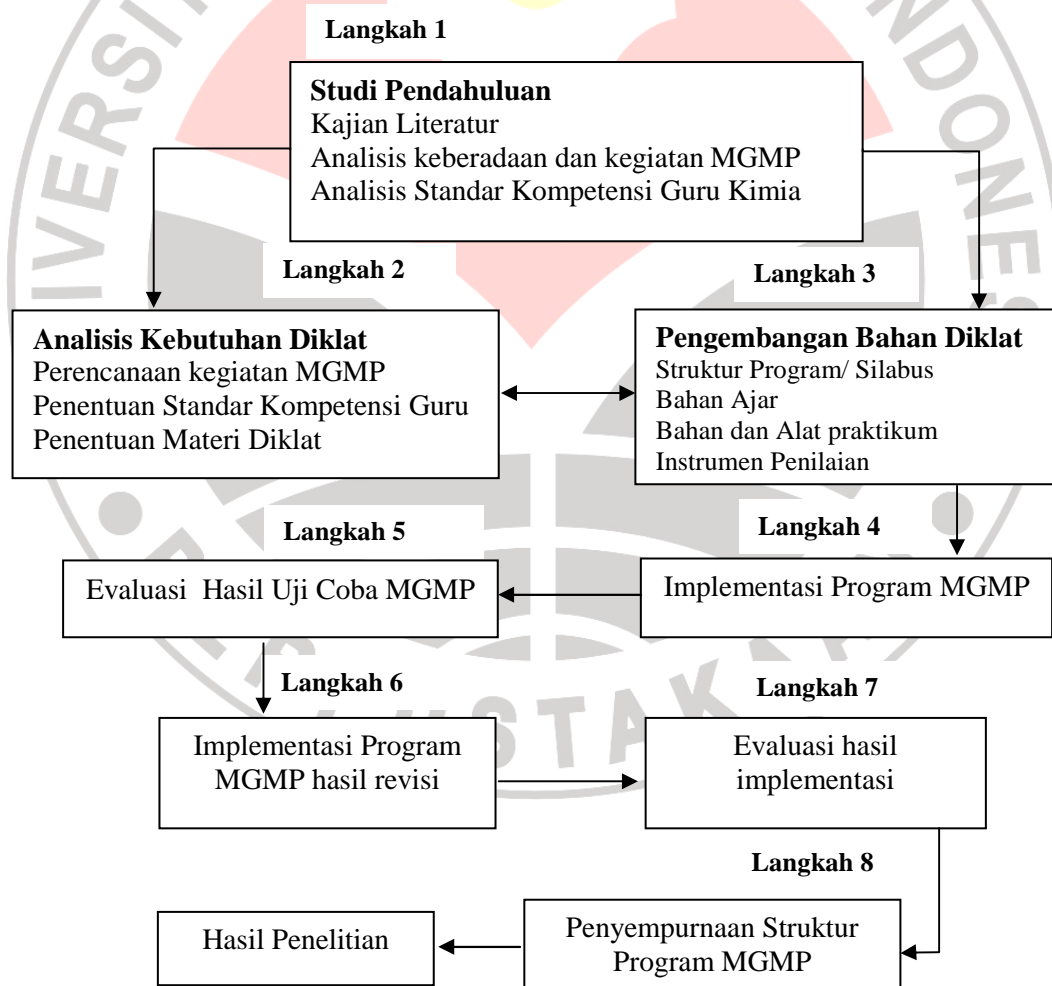 Langkah 1
Studi Pendahuluan
Kajian Literatur
Analisis keberadaan dan kegiatan MGMP
Analisis Standar Kompetensi Guru Kimia
Langkah 2
Langkah 3
Analisis Kebutuhan Diklat
Perencanaan kegiatan MGMP
Penentuan Standar Kompetensi Guru
Penentuan Materi Diklat
Pengembangan Bahan Diklat
Struktur Program/ Silabus
Bahan Ajar
Bahan dan Alat praktikum
Instrumen Penilaian
Langkah 5
Langkah 4
Evaluasi  Hasil Uji Coba MGMP
Implementasi Program MGMP
Langkah 6
Langkah 7
Implementasi Program
MGMP hasil revisi
Evaluasi hasil
implementasi
Langkah 8
Hasil Penelitian
Penyempurnaan Struktur
Program MGMP